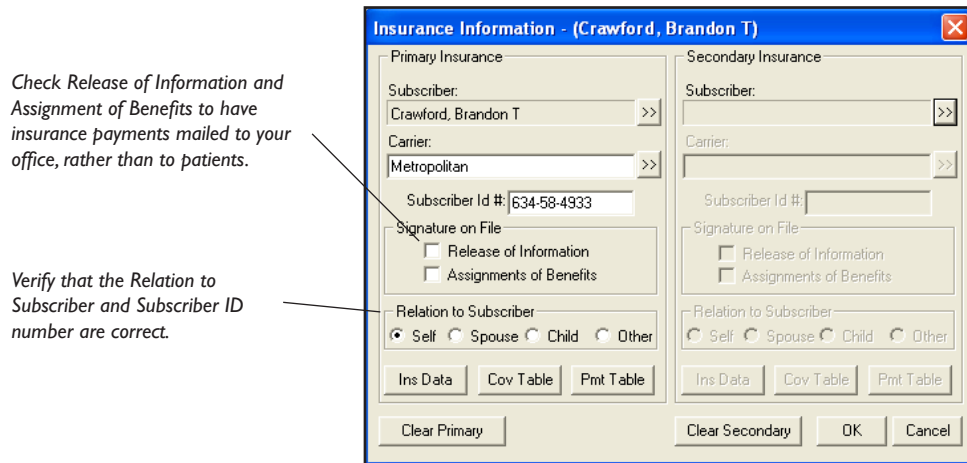 Check Release of Information and
Assignment of Benefits to have
insurance payments mailed to your
office, rather than to patients.
Verify that the Relation to
Subscriber and Subscriber ID
number are correct.
Insurance Information - (Crawford, Brandon T)
Primary Insurance
Subscriber:
Crawford, Brandon T >>
Carrier:
Metropolitan >>
Subscriber Id #: 634-58-4933
Signature on File
Release of Information
Assignments of Benefits
Relation to Subscriber
Self Spouse Child Other
Ins Data Cov Table Pmt Table
Clear Primary
Secondary Insurance
Subscriber:
>>
Carrier:
>>
Subscriber Id #:
Signature on File
Release of Information
Assignments of Benefits
Relation to Subscriber
Self Spouse Child Other
Ins Data Cov Table Pmt Table
Clear Secondary OK Cancel